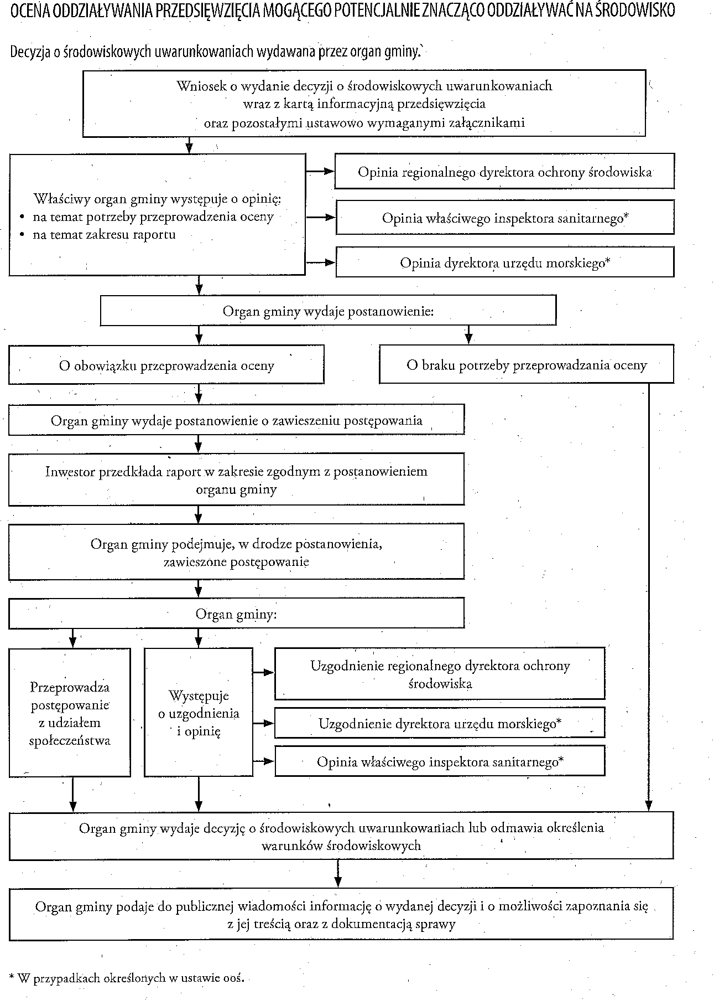 OCENA ODDZIAŁYWANIA PRZEDSIĘWZIĘCIA MOGĄCEGO POTENCJALNIE ZNACZĄCO ODDZIAŁYWAĆ NA ŚRODOWISKO
Decyzja o środowiskowych uwarunkowaniach wydawana przez organ gminy.
Wniosek o wydanie decyzji o środowiskowych uwarunkowaniach
wraz z kartą informacyjną przedsięwzięcia
oraz pozostałymi ustawowo wymaganymi załącznikami
Właściwy organ gminy występuje o opinię:
• na temat potrzeby przeprowadzenia oceny
• na temat zakresu raportu
Opinia regionalnego dyrektora ochrony środowiska
Opinia właściwego inspektora sanitarnego*
Opinia dyrektora urzędu morskiego*
Organ gminy wydaje postanowienie:
O obowiązku przeprowadzenia oceny
O braku potrzeby przeprowadzania oceny
Organ gminy wydaje postanowienie o zawieszeniu postępowania
Inwestor przedkłada raport w zakresie zgodnym z postanowieniem
organu gminy
Organ gminy podejmuje, w drodze postanowienia,
zawieszone postępowanie
Organ gminy:
Przeprowadza
postępowanie
z udziałem
społeczeństwa
Występuje
o uzgodnienia
i opinię
Uzgodnienie regionalnego dyrektora ochrony
środowiska
Uzgodnienie dyrektora urzędu morskiego*
Opinia właściwego inspektora sanitarnego*
Organ gminy wydaje decyzję o środowiskowych uwarunkowaniach lub odmawia określenia
warunków środowiskowych
Organ gminy podaje do publicznej wiadomości informację o wydanej decyzji i o możliwości zapoznania się
z jej treścią oraz z dokumentacją sprawy
* W przypadkach określonych w ustawie ooś.